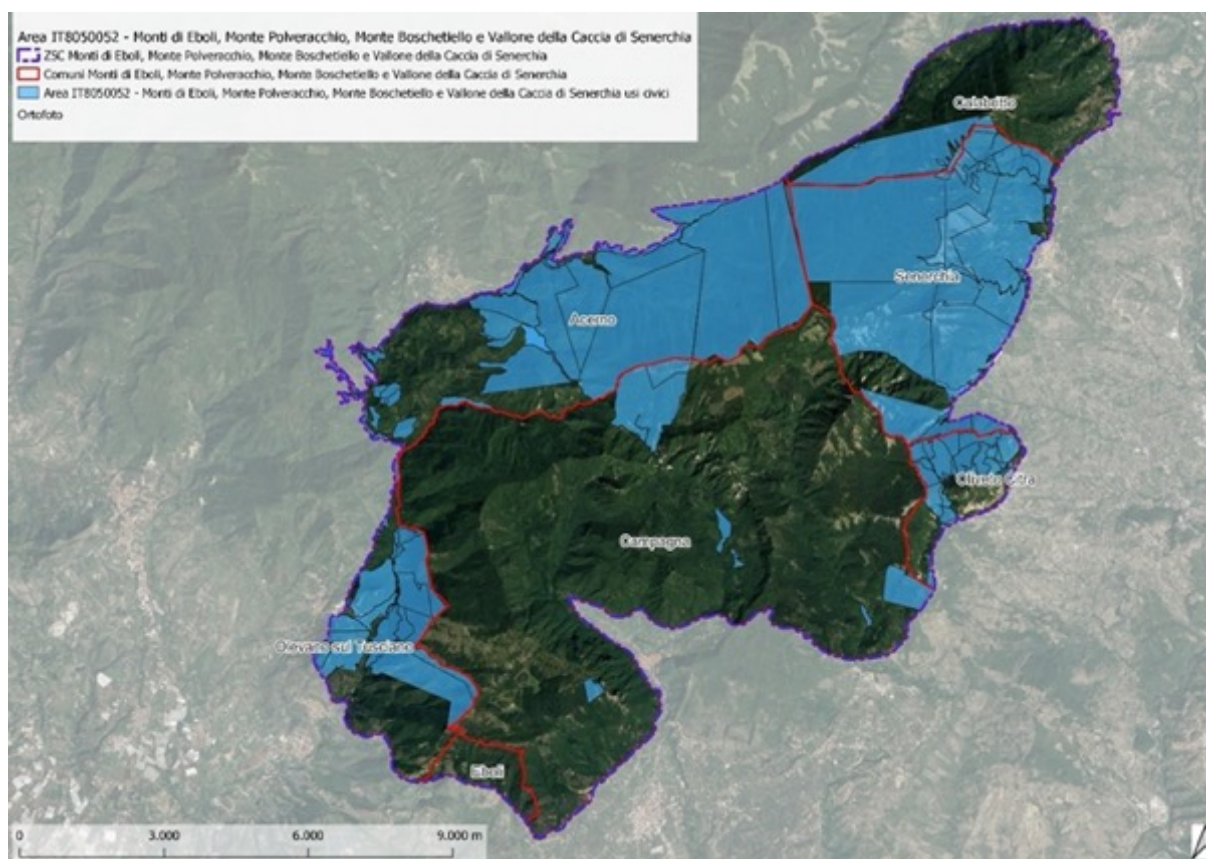 Area IT8050052 - Monti di Eboli, Monte Polveracchio, Monte Boschetiello e Vallone della Caccia di Senerchia
ZSC Monti di Eboli, Monte Polveracchio, Monte Boschetiello e Vallone della Caccia di Senerchia
Comuni Monti di Eboli, Monte Polveracchio, Monte Boschetiello e Vallone della Caccia di Senerchia
Area IT8050052 - Monti di Eboli, Monte Polveracchio, Monte Boschetiello e Vallone della Caccia di Senerchia usi civici
Ortofoto
Calabritto
Senerchia
Acerno
Oliveto Citra
Campagna
Olevano sul Tusciano
Eboli
0 3.000 6.000 9.000 m